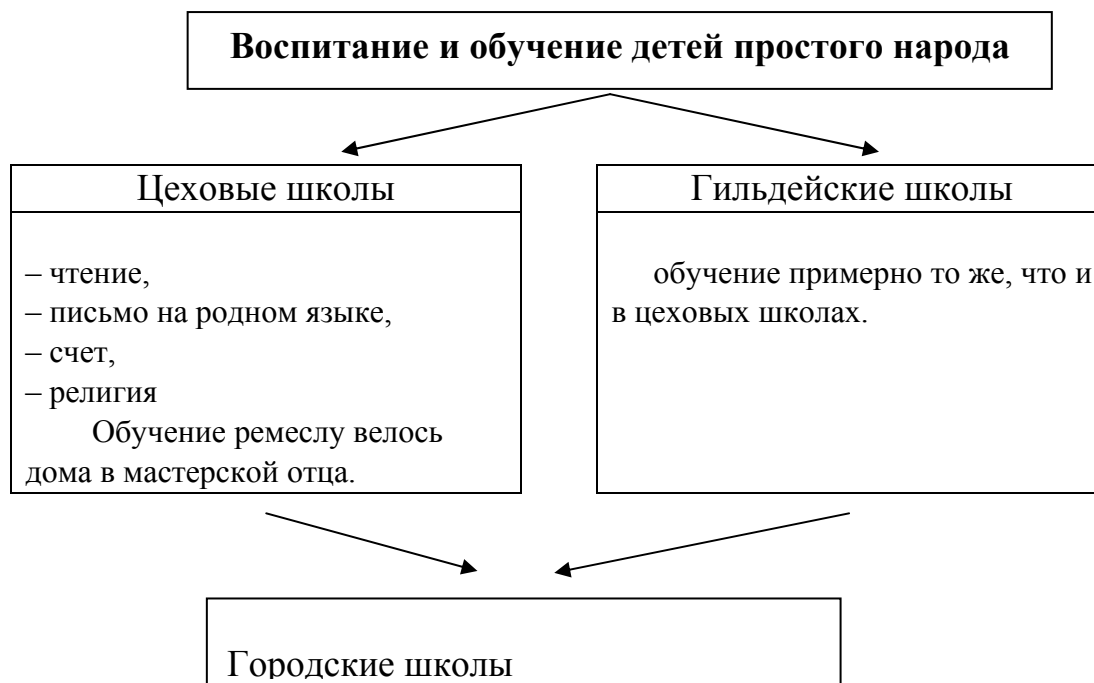 Воспитание и обучение детей простого народа
Цеховые школы
– чтение,
– письмо на родном языке,
– счет,
– религия
Обучение ремеслу велось
дома в мастерской отца.
Гильдейские школы
обучение примерно то же, что и
в цеховых школах.
Городские школы